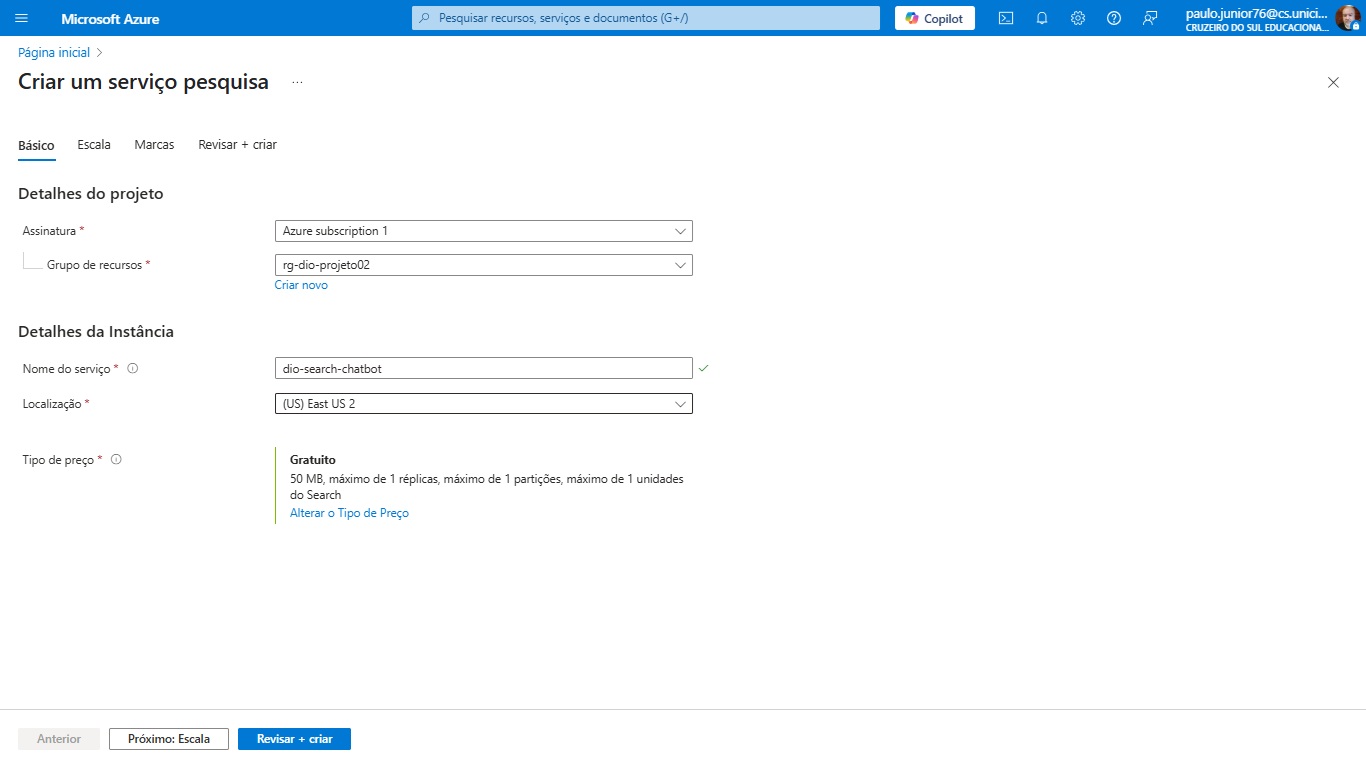 Microsoft Azure
Pesquisar recursos, serviços e documentos (G+/)
Copilot
paulo.junior76@cs.unici...
CRUZEIRO DO SUL EDUCACIONA...
Página inicial
Criar um serviço pesquisa
...
Básico
Escala
Marcas
Revisar + criar
Detalhes do projeto
Assinatura *
Azure subscription 1
Grupo de recursos *
rg-dio-projeto02
Criar novo
Detalhes da Instância
Nome do serviço *
dio-search-chatbot
Localização *
(US) East US 2
Tipo de preço *
Gratuito
50 MB, máximo de 1 réplicas, máximo de 1 partições, máximo de 1 unidades
do Search
Alterar o Tipo de Preço
Anterior
Próximo: Escala
Revisar + criar